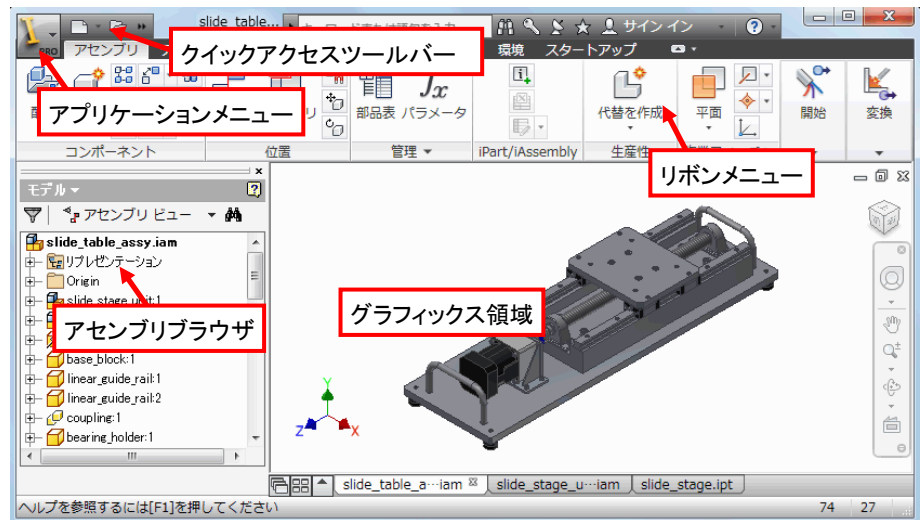 slide_table...
サインイン
PRO
アセンブリ
環境
スタートアップ
クイックアクセスツールバー
アプリケーションメニュー
部品表
パラメータ
代替を作成
平面
開始
変換
コンポーネント
位置
管理
iPart/iAssembly
生産性
リボンメニュー
モデル
アセンブリ ビュー
slide_table_assy.iam
リプレゼンテーション
Origin
slide_stage_unit:1
アセンブリブラウザ
グラフィックス領域
base_block:1
linear_guide_rail:1
linear_guide_rail:2
coupling:1
bearing_holder:1
Y
Z
X
slide_table_a…iam
slide_stage_u…iam
slide_stage.ipt
ヘルプを参照するには[F1]を押してください
74
27